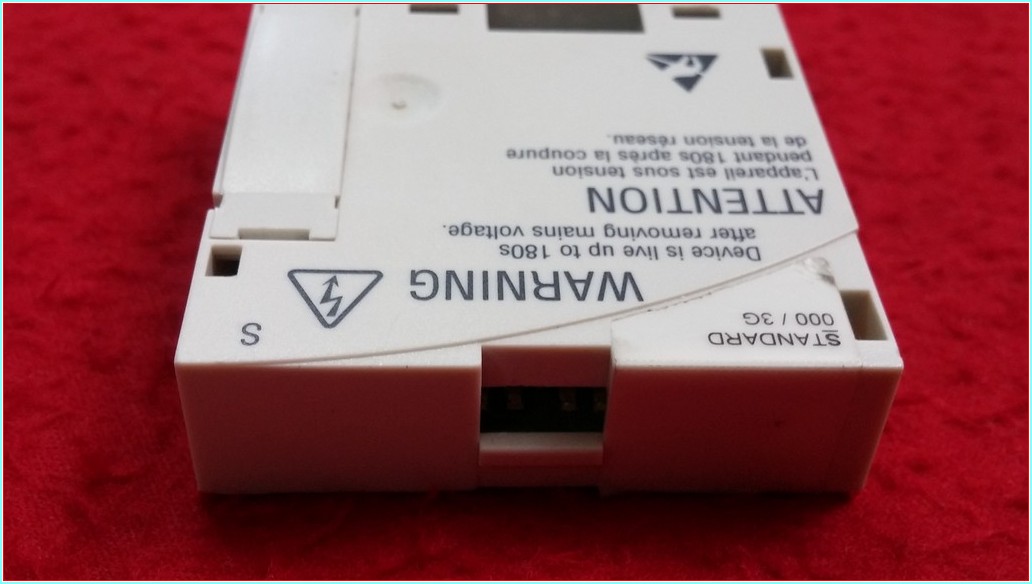 STANDARD
000 / 3G
S
WARNING
Device is live up to 180s
after removing mains voltage.
ATTENTION
L'appareil est sous tension
pendant 180s après la coupure
de la tension réseau.